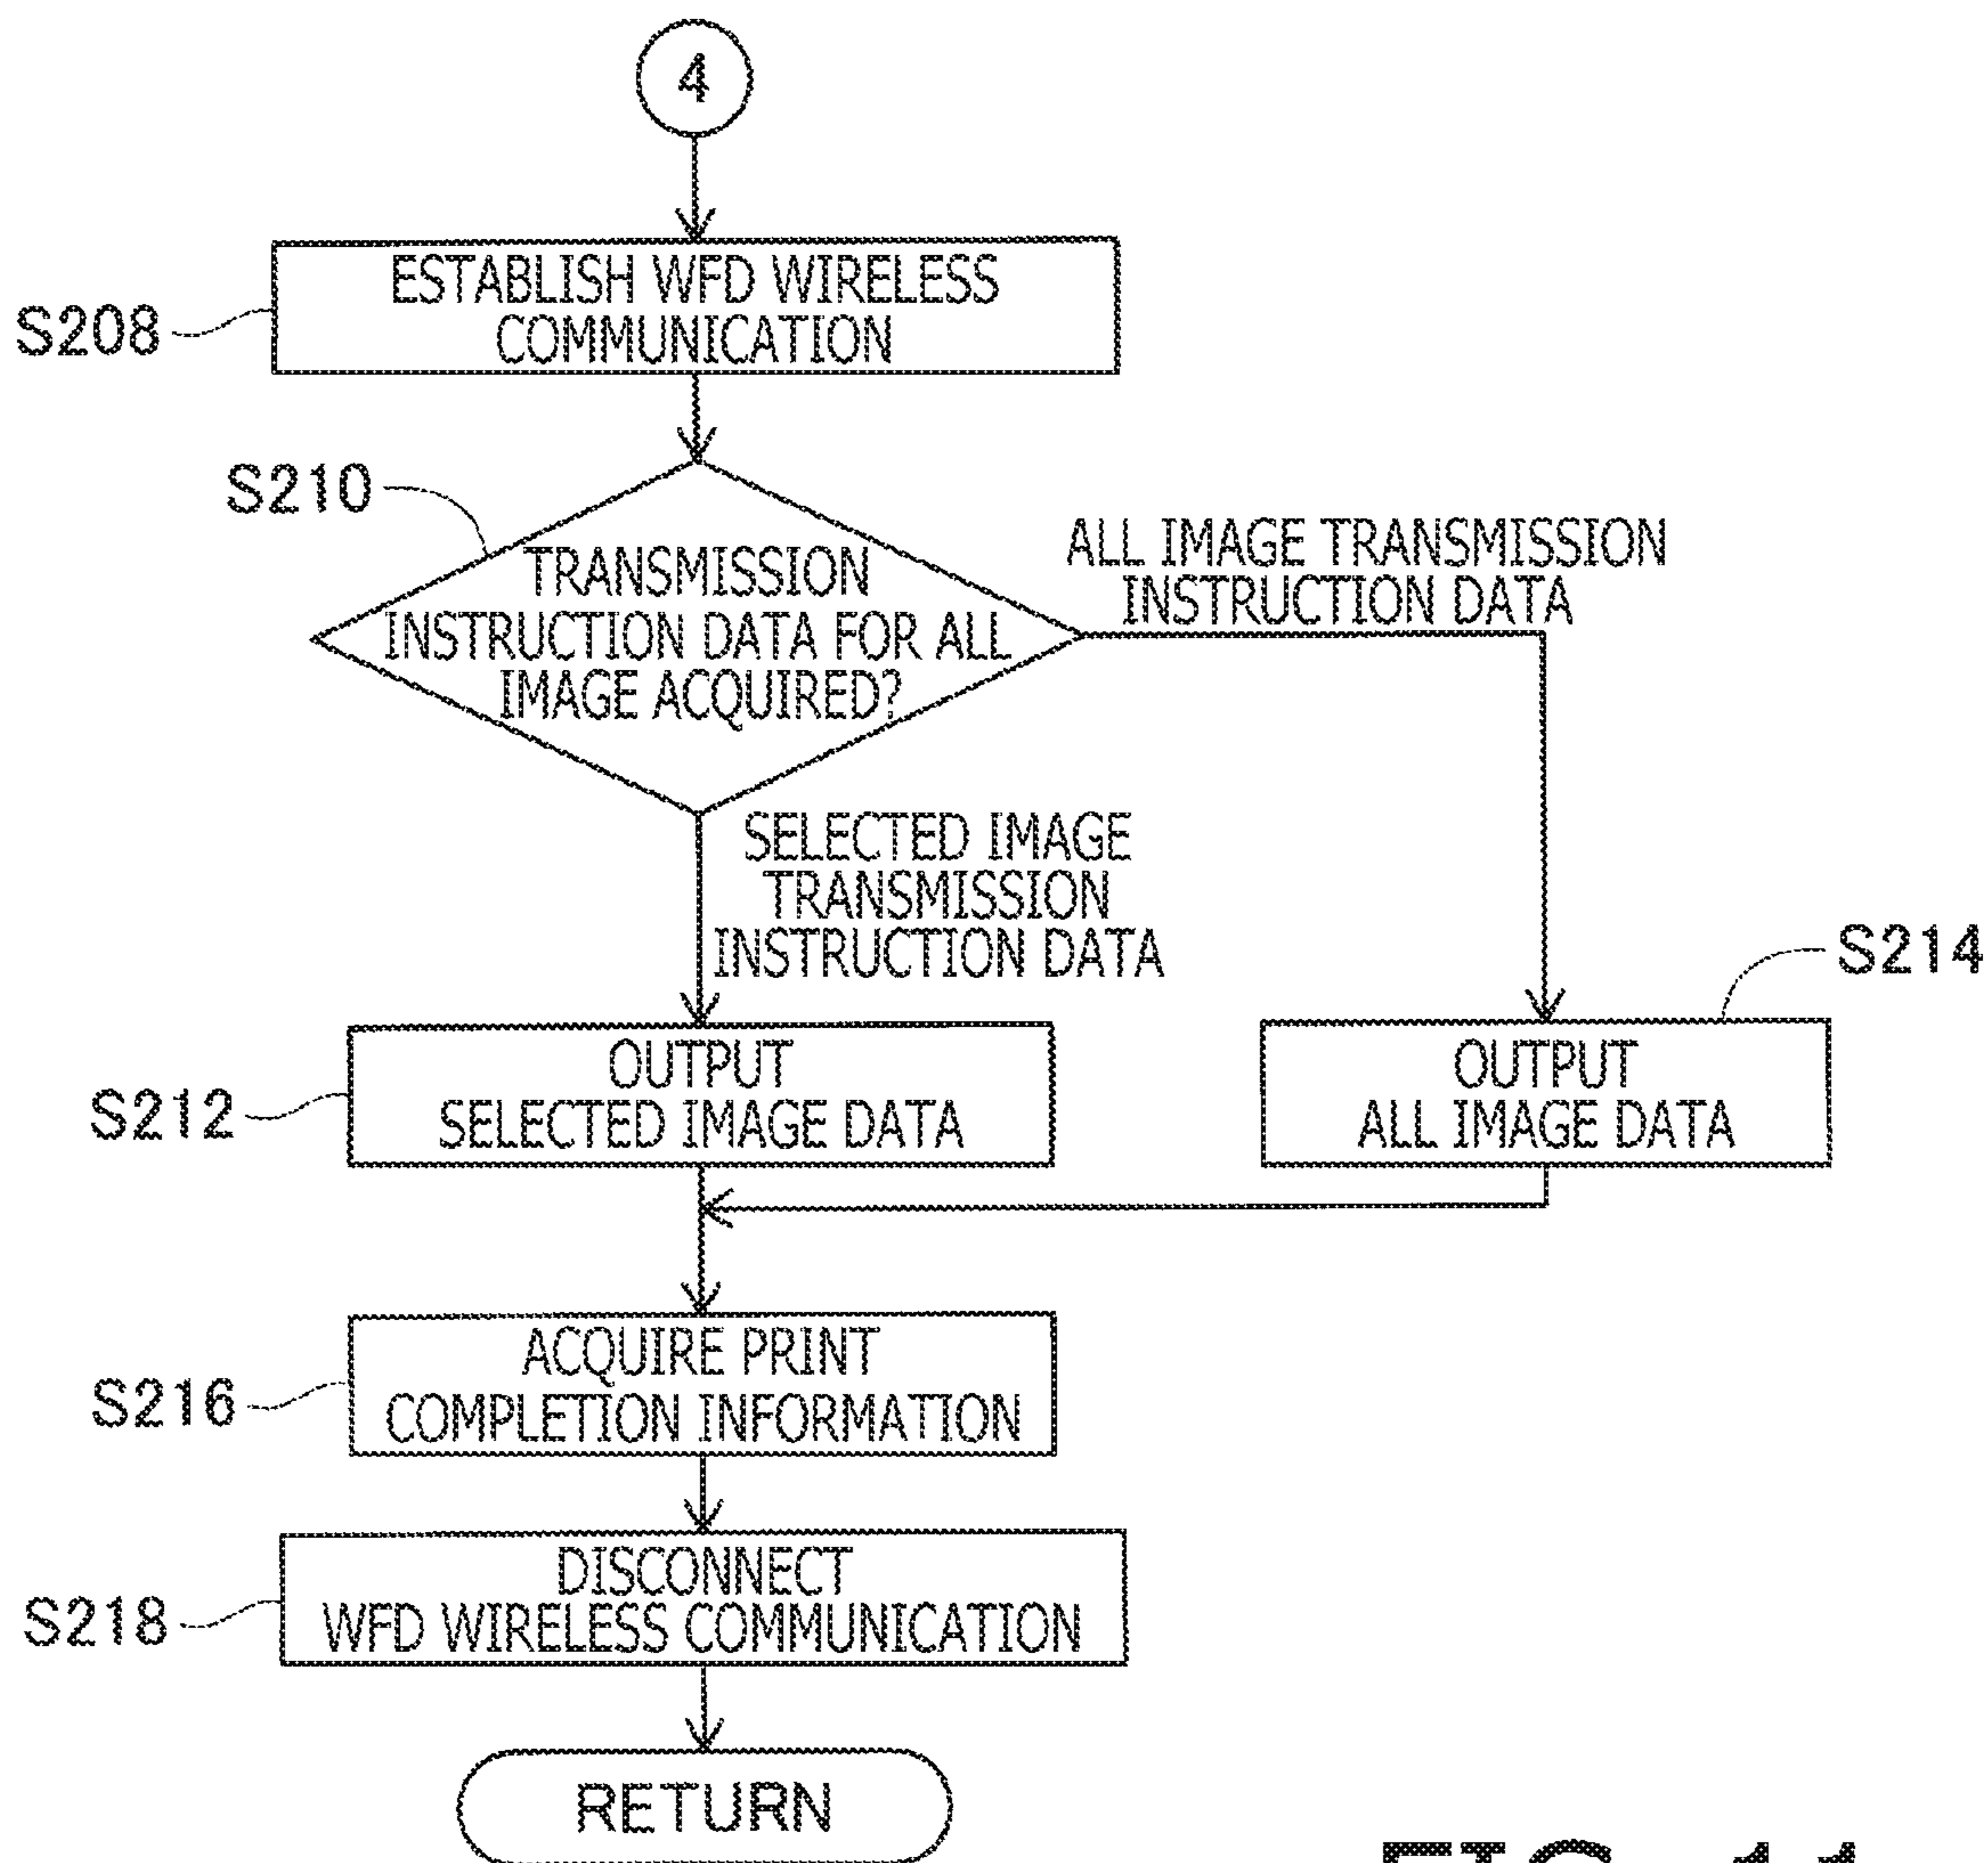 4
ESTABLISH WFD WIRELESS
COMMUNICATION
S208
S210
TRANSMISSION
INSTRUCTION DATA FOR ALL
IMAGE ACQUIRED?
ALL IMAGE TRANSMISSION
INSTRUCTION DATA
SELECTED IMAGE
TRANSMISSION
INSTRUCTION DATA
S214
OUTPUT
SELECTED IMAGE DATA
S212
OUTPUT
ALL IMAGE DATA
ACQUIRE PRINT
COMPLETION INFORMATION
S216
DISCONNECT
WFD WIRELESS COMMUNICATION
S218
RETURN
FIG. 11